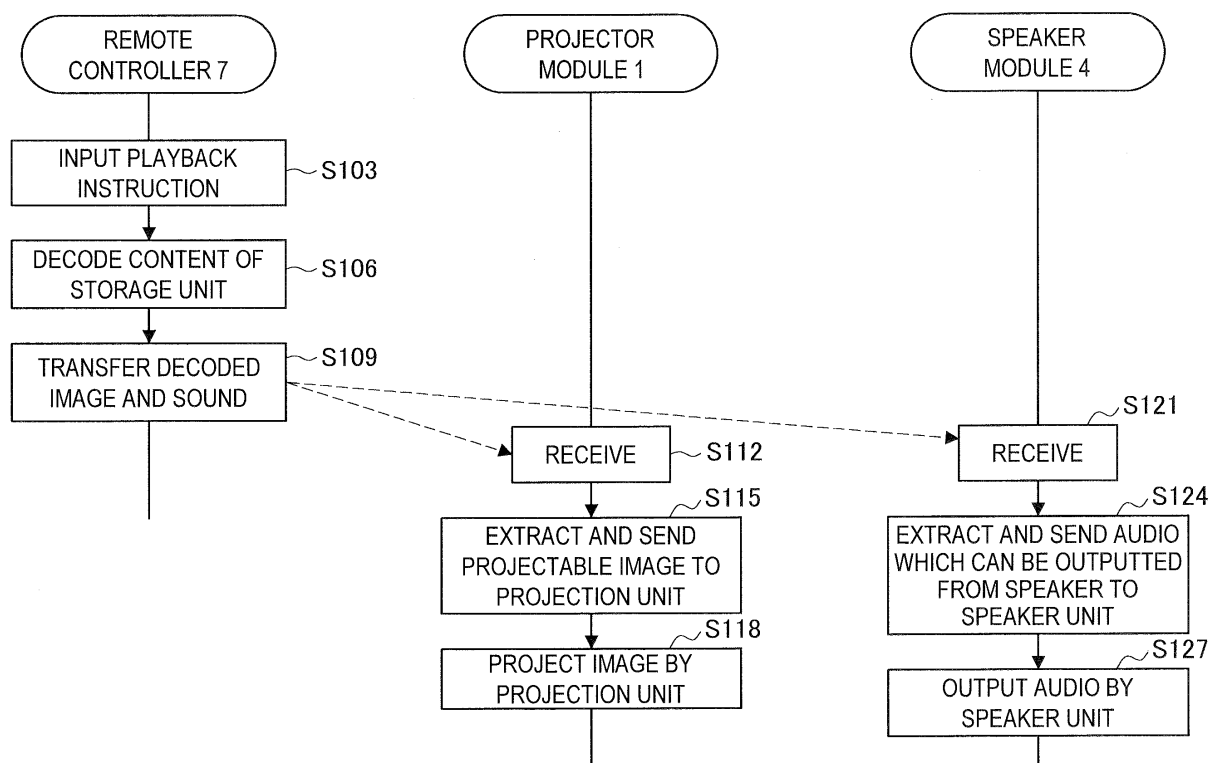 REMOTE
CONTROLLER 7
PROJECTOR
MODULE 1
SPEAKER
MODULE 4
INPUT PLAYBACK
INSTRUCTION
S103
DECODE CONTENT OF
STORAGE UNIT
S106
TRANSFER DECODED
IMAGE AND SOUND
S109
RECEIVE
S112
EXTRACT AND SEND
PROJECTABLE IMAGE TO
PROJECTION UNIT
S115
PROJECT IMAGE BY
PROJECTION UNIT
S118
RECEIVE
S121
EXTRACT AND SEND AUDIO
WHICH CAN BE OUTPUTTED
FROM SPEAKER TO
SPEAKER UNIT
S124
OUTPUT AUDIO BY
SPEAKER UNIT
S127